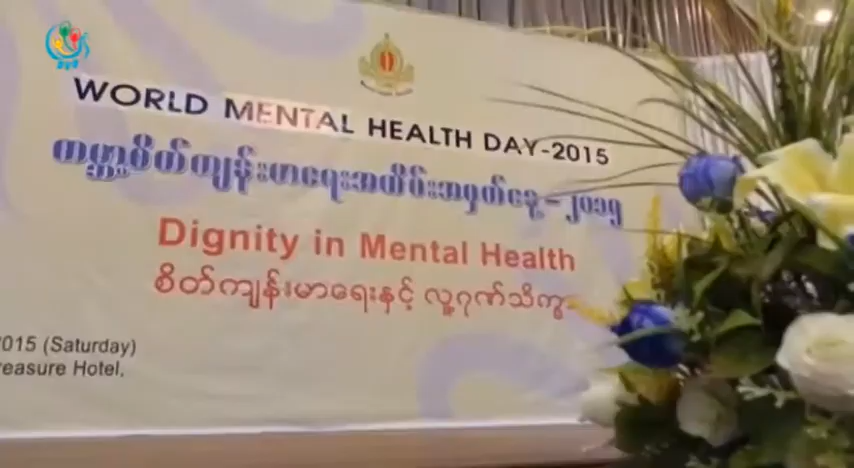 WORLD MENTAL HEALTH DAY-2015
ကမ္ဘာ့စိတ်ကျန်းမာရေးအထိမ်းအမှတ်နေ့-၂၀၁၅
Dignity in Mental Health
စိတ်ကျန်းမာရေးနှင့် လူ့ဂုဏ်သိက္ခာ
2015 (Saturday)
Hotel.